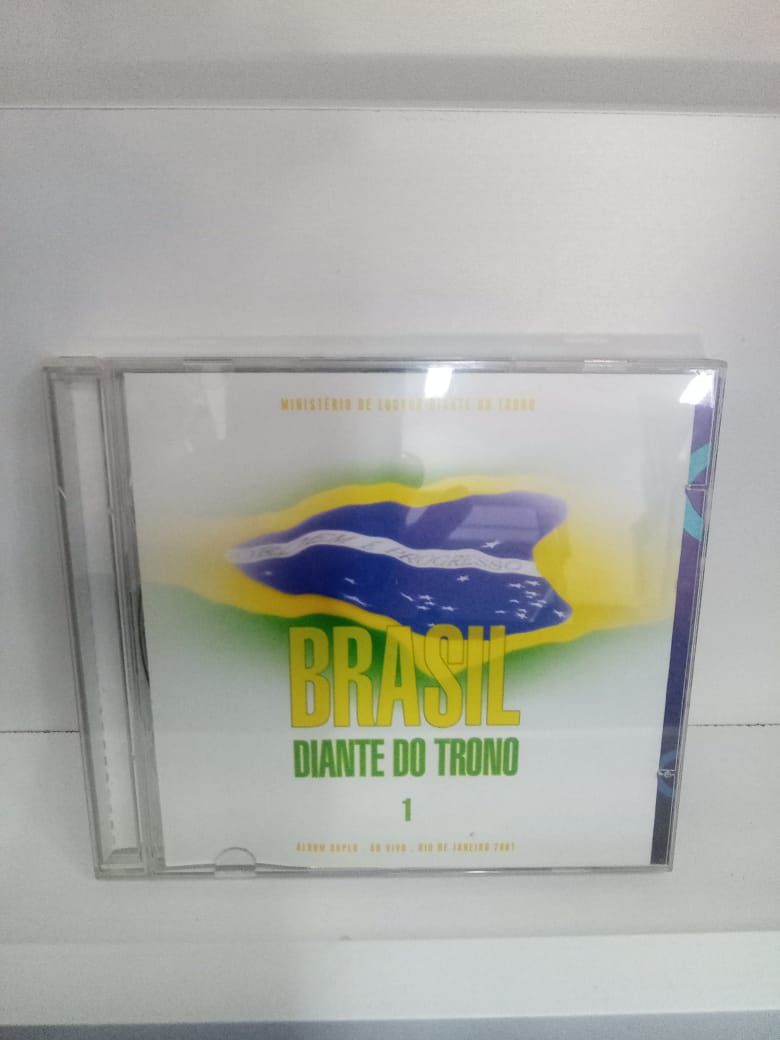 MINISTÉRIO DE LOUVOR DIANTE DO TRONO
ORDEM E PROGRESSO
BRASIL
DIANTE DO TRONO
1
ÁLBUM DUPLO . AO VIVO . RIO DE JANEIRO 2001